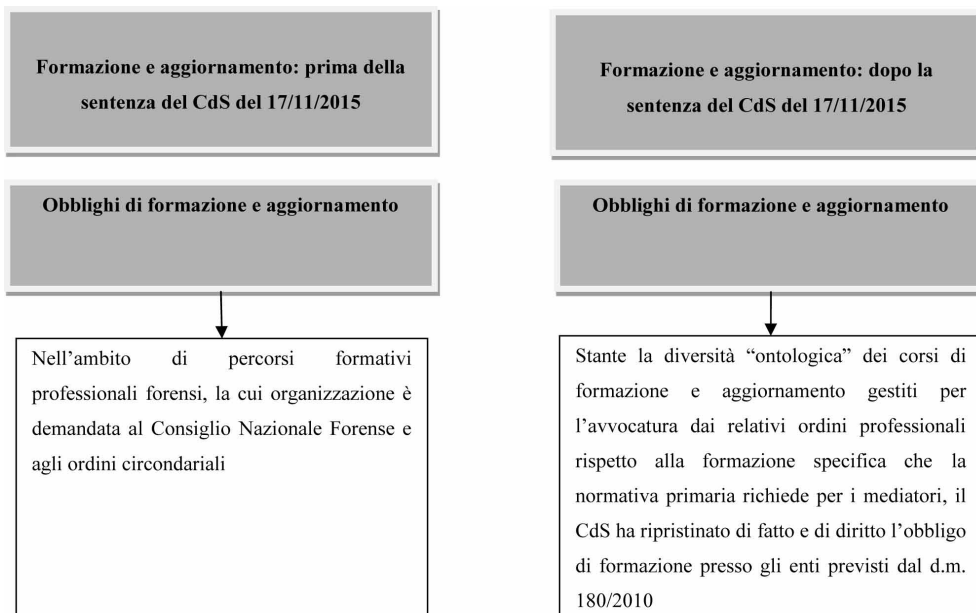 Formazione e aggiornamento: prima della
sentenza del CdS del 17/11/2015
Obblighi di formazione e aggiornamento
Nell’ambito di percorsi formativi
professionali forensi, la cui organizzazione è
demandata al Consiglio Nazionale Forense e
agli ordini circondariali
Formazione e aggiornamento: dopo la
sentenza del CdS del 17/11/2015
Obblighi di formazione e aggiornamento
Stante la diversità “ontologica” dei corsi di
formazione e aggiornamento gestiti per
l’avvocatura dai relativi ordini professionali
rispetto alla formazione specifica che la
normativa primaria richiede per i mediatori, il
CdS ha ripristinato di fatto e di diritto l’obbligo
di formazione presso gli enti previsti dal d.m.
180/2010